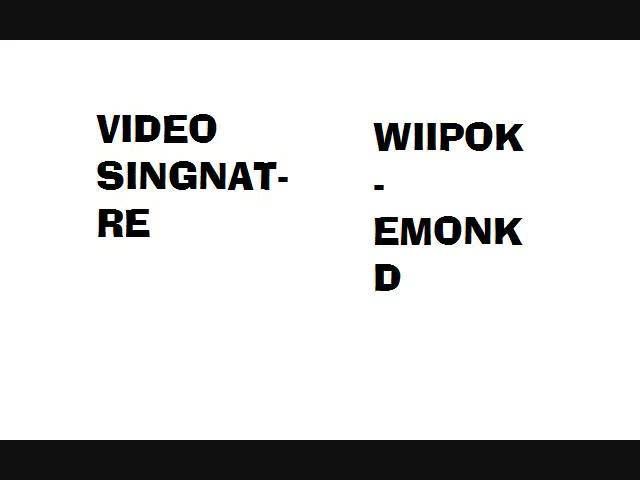 VIDEO
SINGNAT-
RE
WIIPOK
-
EMONK
D